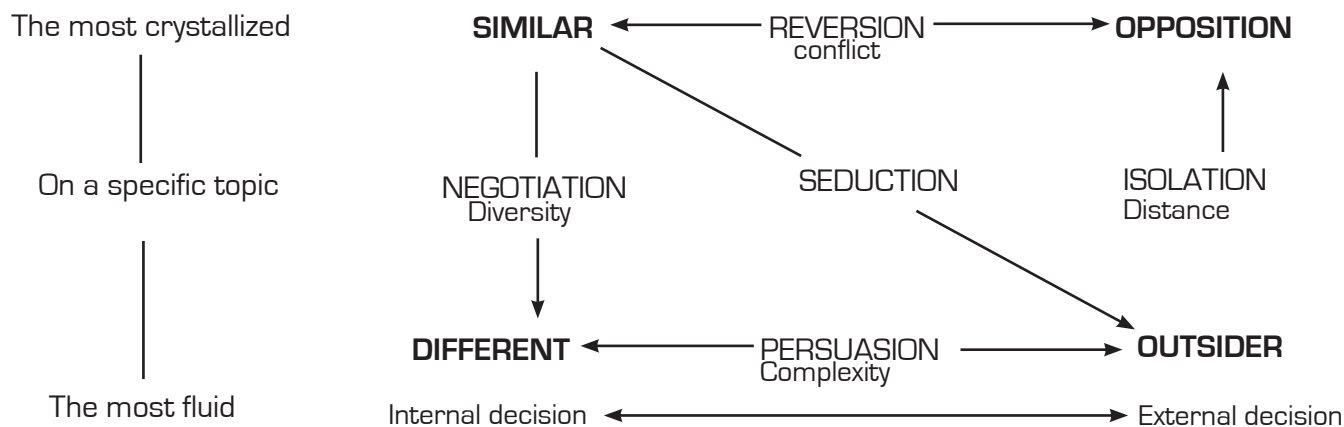 The most crystallized
SIMILAR
REVERSION
conflict
OPPOSITION
On a specific topic
NEGOTIATION
Diversity
SEDUCTION
ISOLATION
Distance
DIFFERENT
PERSUASION
Complexity
OUTSIDER
The most fluid
Internal decision
External decision